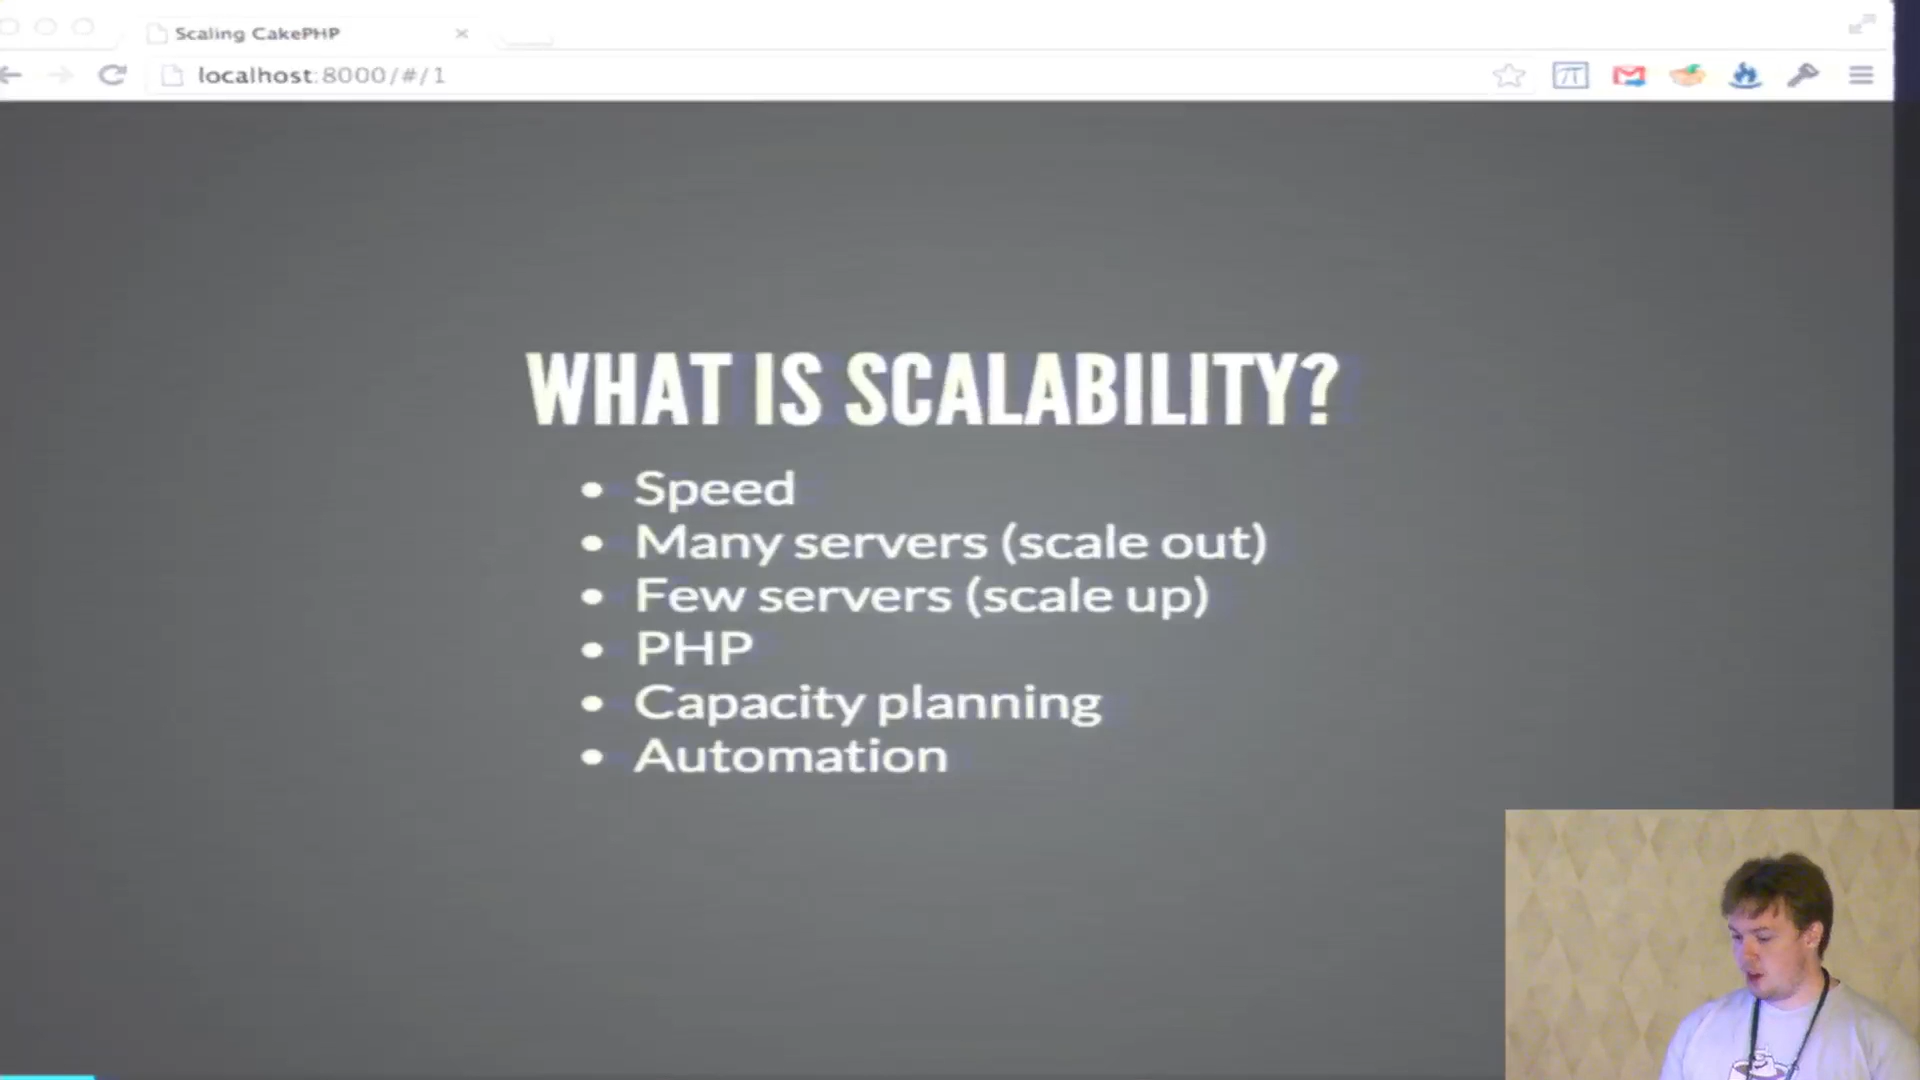 Scaling CakePHP
localhost:8000/#/1
WHAT IS SCALABILITY?
Speed
Many servers (scale out)
Few servers (scale up)
PHP
Capacity planning
Automation